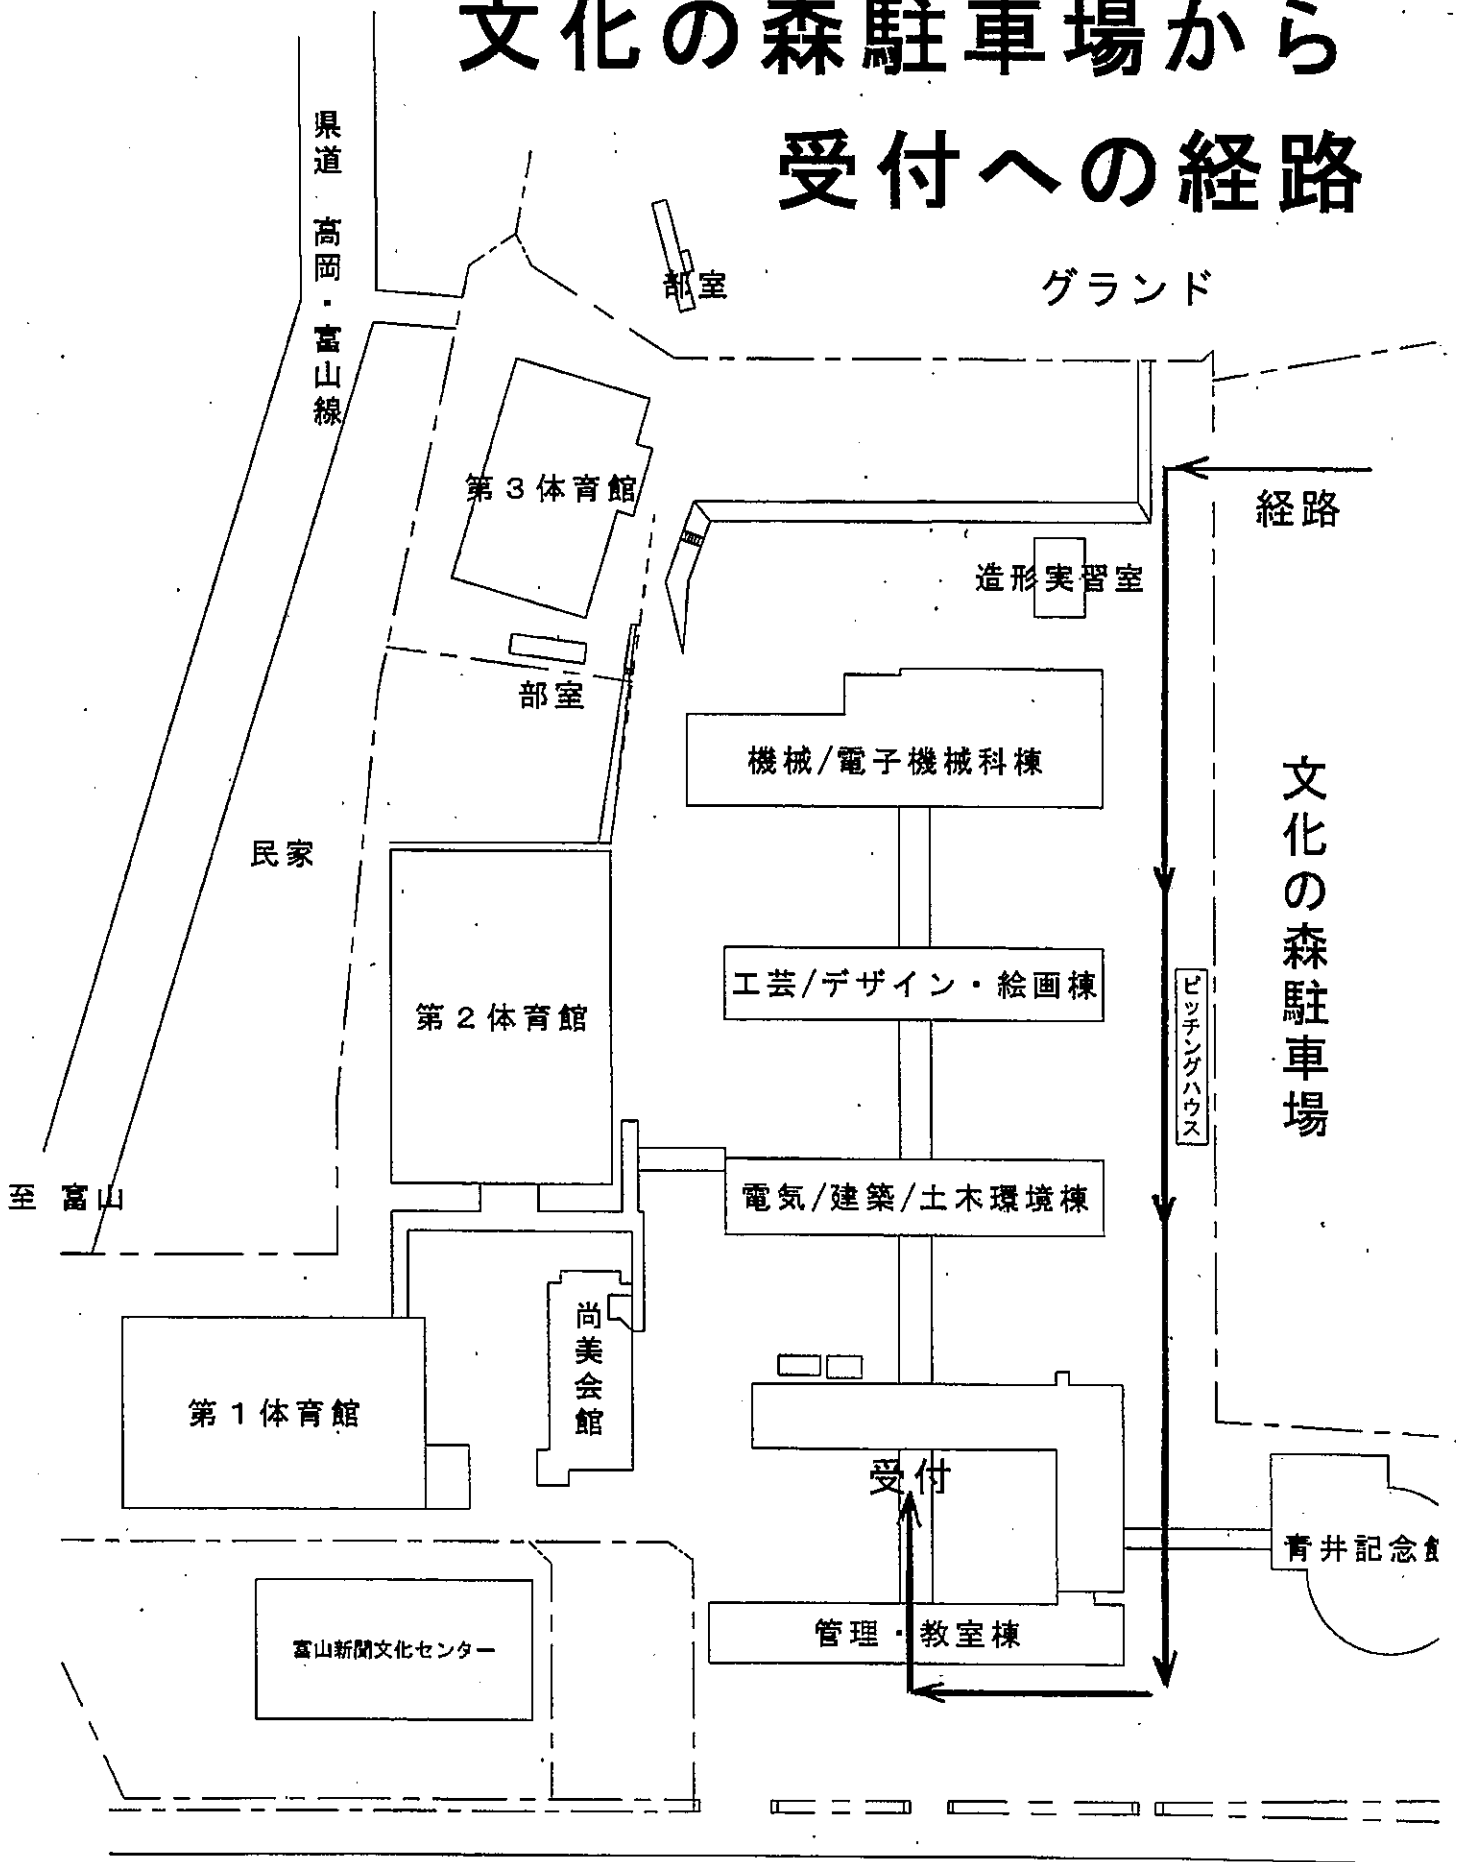 文化の森駐車場から
受付への経路
県道 高岡・富山線
部室
グランド
第3体育館
経路
造形実習室
部室
機械/電子機械科棟
文化の森駐車場
民家
工芸/デザイン・絵画棟
第2体育館
ピッチングハウス
電気/建築/土木環境棟
至 富山
尚美会館
第1体育館
受付
青井記念館
管理・教室棟
富山新聞文化センター